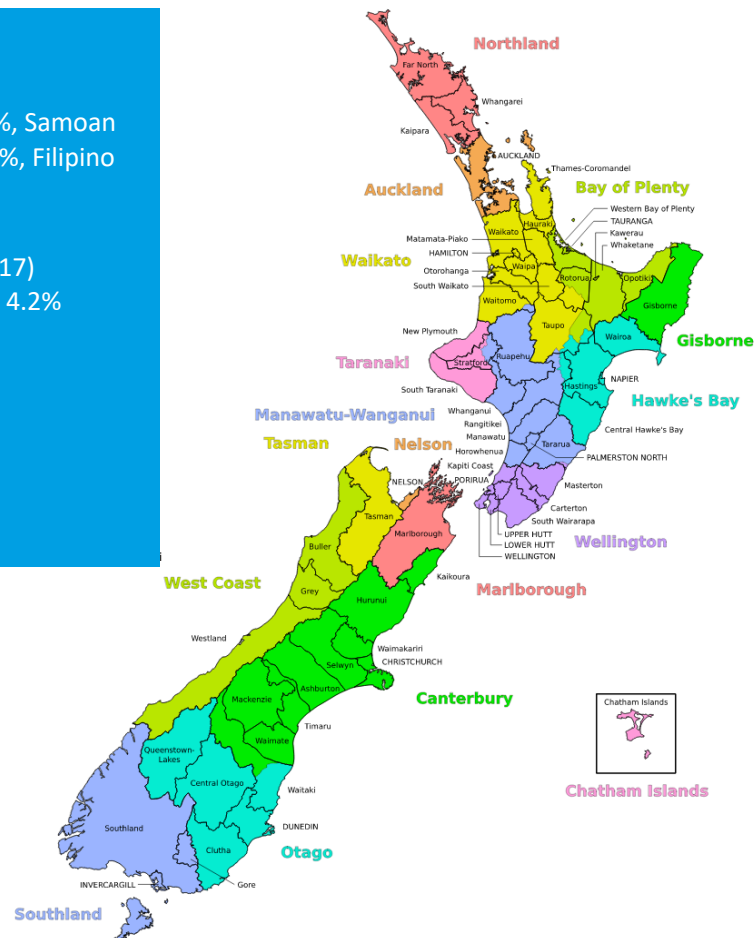 %, Samoan
%, Filipino
17)
4.2%
Northland
Far North
Whangarei
Kaipara
AUCKLAND
Thames-Coromandel
Auckland
Bay of Plenty
Western Bay of Plenty
TAURANGA
Kawerau
Whaketane
Hauraki
Waikato
Matamata-Piako
HAMILTON
Waikato
Waipa
Otorohanga
Rotorua
Opotiki
South Waikato
Waitomo
Gisborne
Taupo
New Plymouth
Wairoa
Gisborne
Ruapehu
Stratford
Taranaki
NAPIER
Hastings
South Taranaki
Hawke's Bay
Manawatu-Wanganui
Whanganui
Rangitikei
Central Hawke's Bay
Manawatu
Tararua
Tasman
Nelson
Horowhenua
PALMERSTON NORTH
Kapiti Coast
PORIRUA
NELSON
Masterton
Carterton
Tasman
South Wairarapa
Marlborough
UPPER HUTT
LOWER HUTT
Wellington
WELLINGTON
Buller
i
Kaikoura
West Coast
Marlborough
Grey
Hurunui
Westland
Waimakariri
CHRISTCHURCH
Selwyn
Ashburton
Mackenzie
Canterbury
Chatham Islands
Timaru
Waimate
Queenstown-
Lakes
Central Otago
Waitaki
Chatham Islands
Southland
DUNEDIN
Clutha
Otago
INVERCARGILL
Gore
Southland